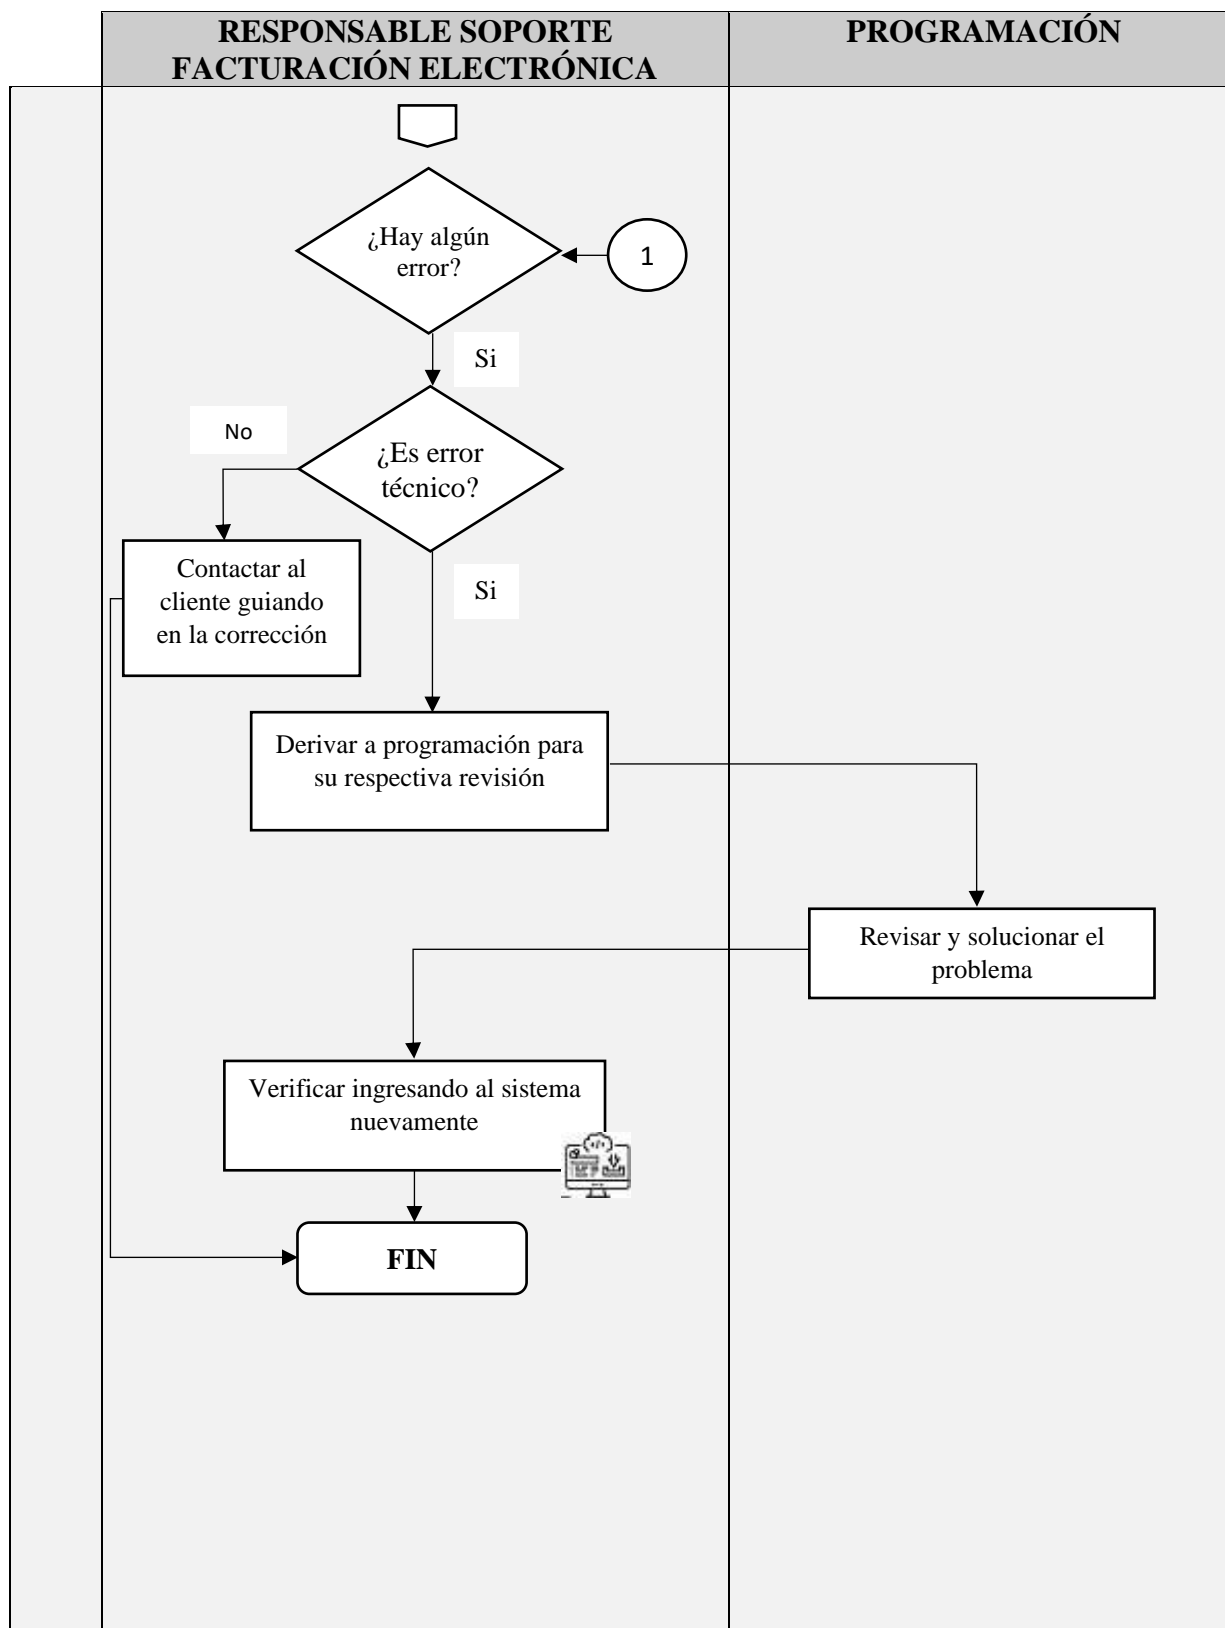 RESPONSABLE SOPORTE
FACTURACIÓN ELECTRÓNICA
PROGRAMACIÓN
¿Hay algún
error?
1
Si
No
¿Es error
técnico?
Contactar al
cliente guiando
en la corrección
Si
Derivar a programación para
su respectiva revisión
Revisar y solucionar el
problema
Verificar ingresando al sistema
nuevamente
FIN